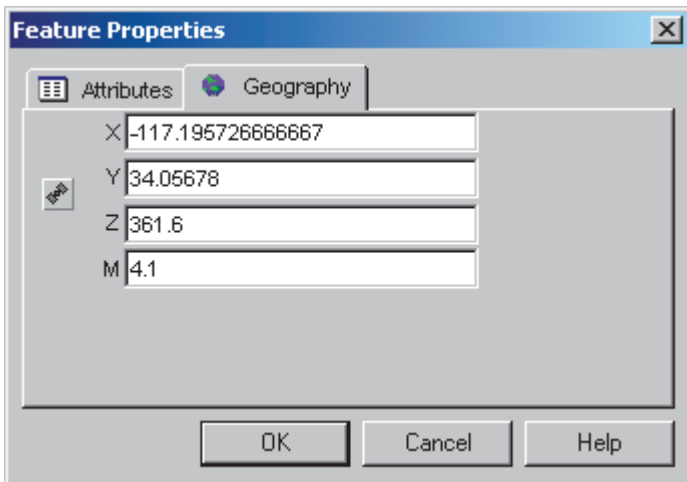 Feature Properties
Attributes Geography
X -117.195726666667
Y 34.05678
Z 361.6
M 4.1
OK Cancel Help